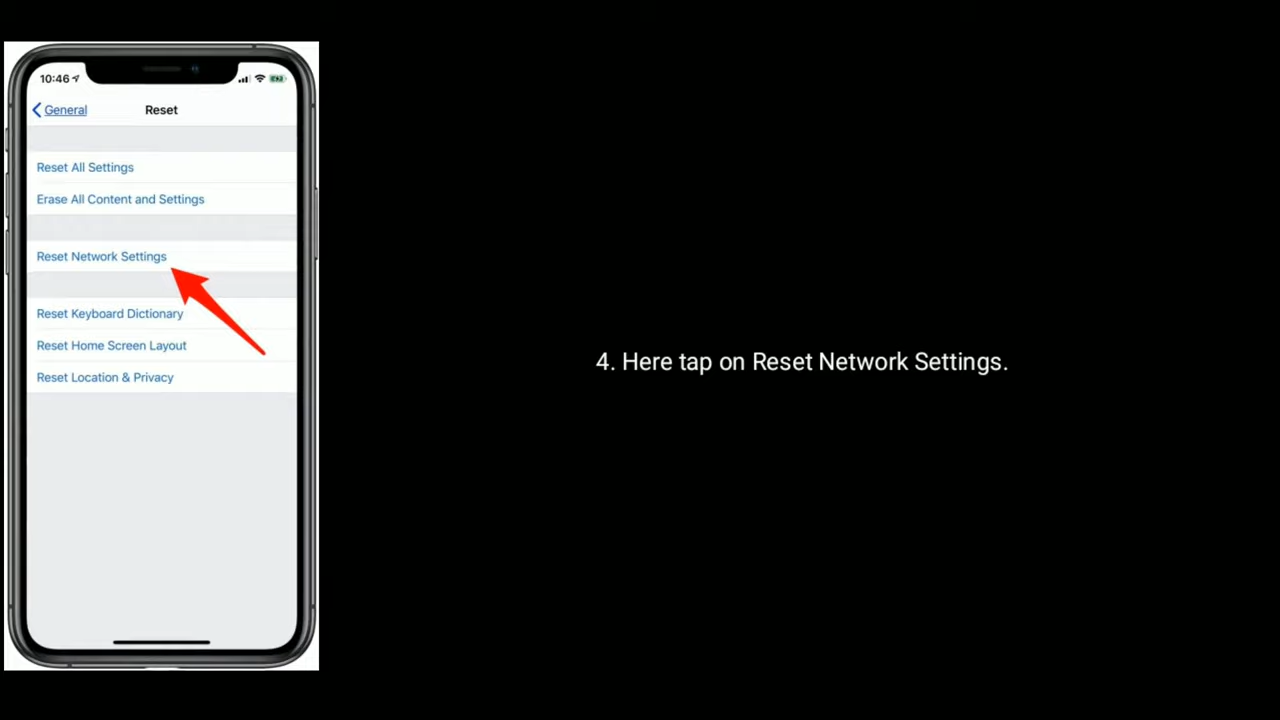 10:46
General
Reset
Reset All Settings
Erase All Content and Settings
Reset Network Settings
Reset Keyboard Dictionary
Reset Home Screen Layout
Reset Location & Privacy
4. Here tap on Reset Network Settings.